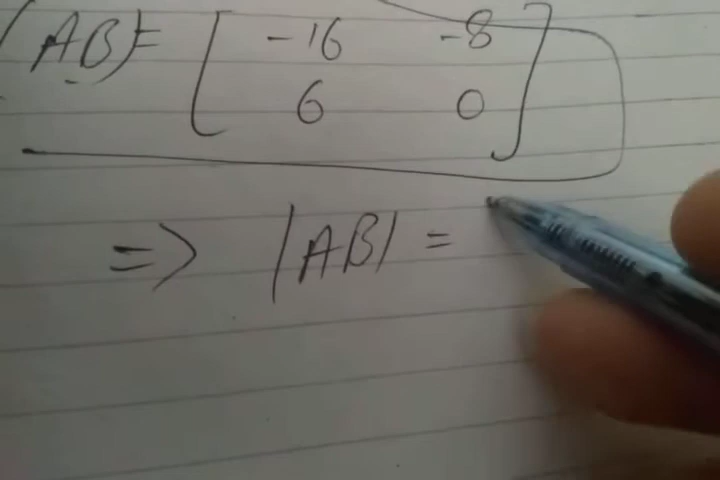 (AB)= [ -16 -8
6 0 ]
=> |AB| =